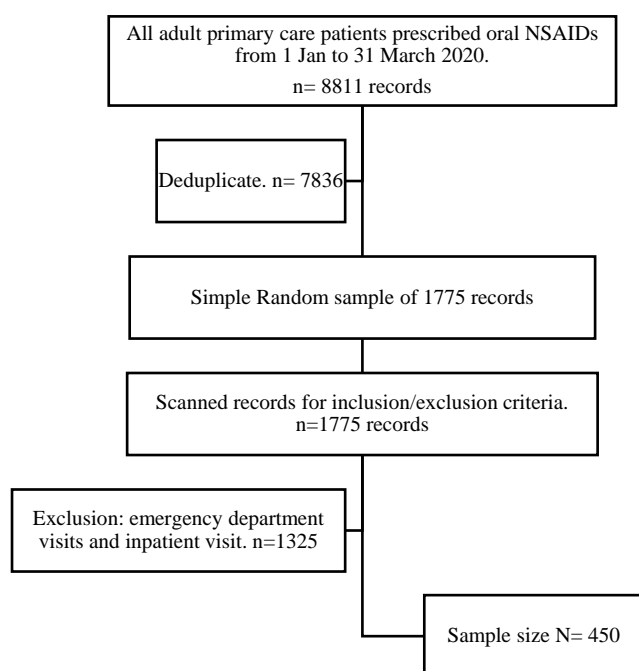 All adult primary care patients prescribed oral NSAIDs
from 1 Jan to 31 March 2020.
n= 8811 records
Deduplicate. n= 7836
Simple Random sample of 1775 records
Scanned records for inclusion/exclusion criteria.
n=1775 records
Exclusion: emergency department
visits and inpatient visit. n=1325
Sample size N= 450